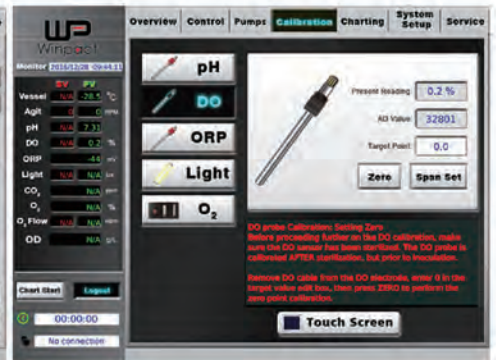 WP
Winpact
Overview Control Pumps Calibration Charting System Setup Service
Monitor 2016/12/28 -09:44:11
SV PV
Vessel N/A -28.5 °C
Agit 0 0 RPM
pH N/A 7.31
DO N/A 0.2 %
ORP -44 mV
Light N/A N/A
CO₂ N/A
O₂ N/A %
O₂ Flow N/A N/A
OD N/A
Chart Start Logout
00:00:00
No connection
pH
DO
ORP
Light
O₂
Present Reading 0.2 %
AD Value 32801
Target Point 0.0
Zero Span Set
DO probe Calibration: Setting Zero
Before proceeding further on the DO calibration, make
sure the DO sensor has been sterilized. The DO probe is
calibrated AFTER sterilization, but prior to inoculation.
Remove DO cable from the DO electrode, enter 0 in the
target value edit box, then press ZERO to perform the
zero point calibration.
Touch Screen